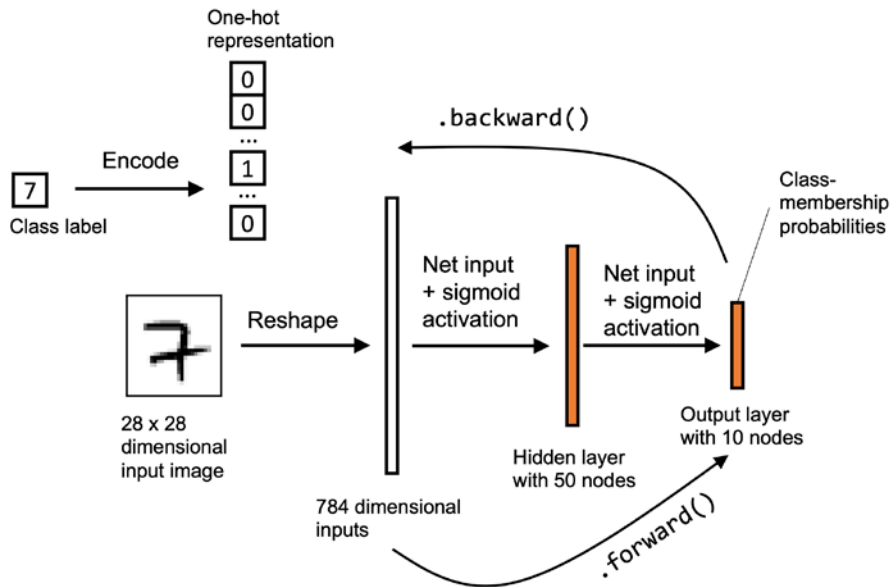 One-hot
representation
0
0
...
1
...
0
Encode
7
Class label
.backward()
Class-
membership
probabilities
Net input
+ sigmoid
activation
Net input
+ sigmoid
activation
Reshape
28 x 28
dimensional
input image
784 dimensional
inputs
Hidden layer
with 50 nodes
Output layer
with 10 nodes
.forward()